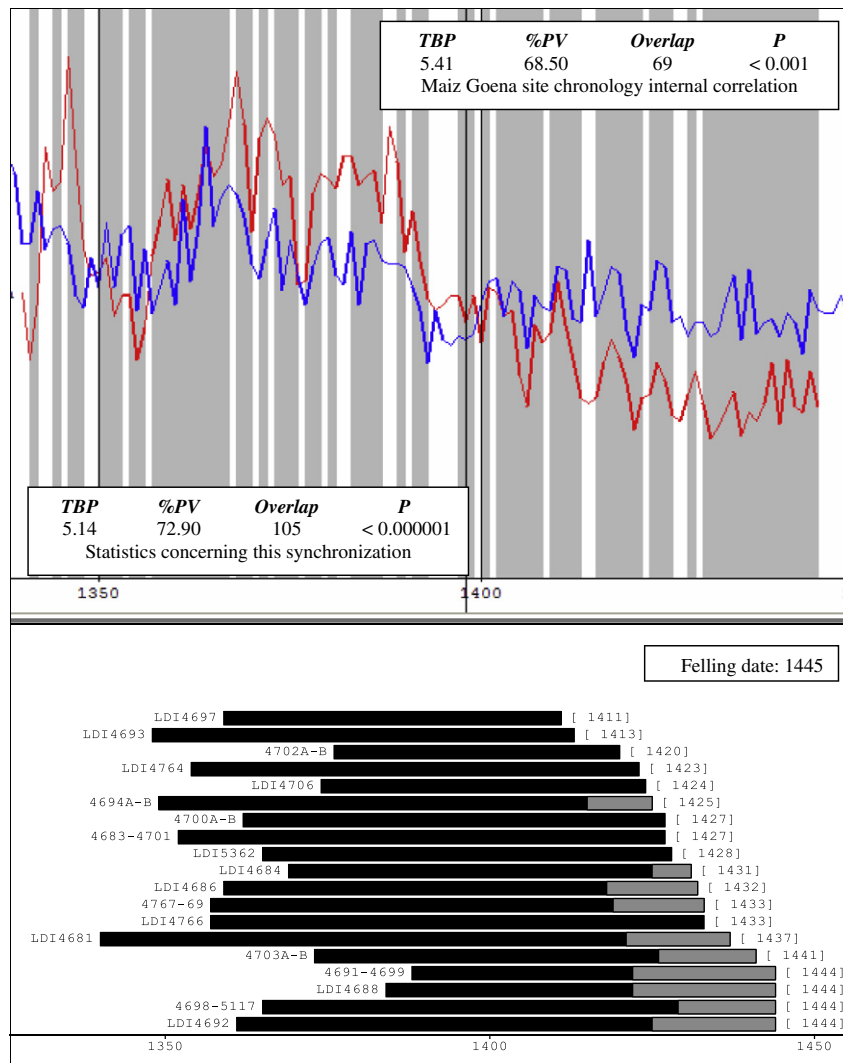 TBP %PV Overlap P
5.41 68.50 69 < 0.001
Maiz Goena site chronology internal correlation
TBP %PV Overlap P
5.14 72.90 105 < 0.000001
Statistics concerning this synchronization
1350 1400
Felling date: 1445
LDI4697 [ 1411]
LDI4693 [ 1413]
4702A-B [ 1420]
LDI4764 [ 1423]
LDI4706 [ 1424]
4694A-B [ 1425]
4700A-B [ 1427]
4683-4701 [ 1427]
LDI5362 [ 1428]
LDI4684 [ 1431]
LDI4686 [ 1432]
4767-69 [ 1433]
LDI4766 [ 1433]
LDI4681 [ 1437]
4703A-B [ 1441]
4691-4699 [ 1444]
LDI4688 [ 1444]
4698-5117 [ 1444]
LDI4692 [ 1444]
1350 1400 1450